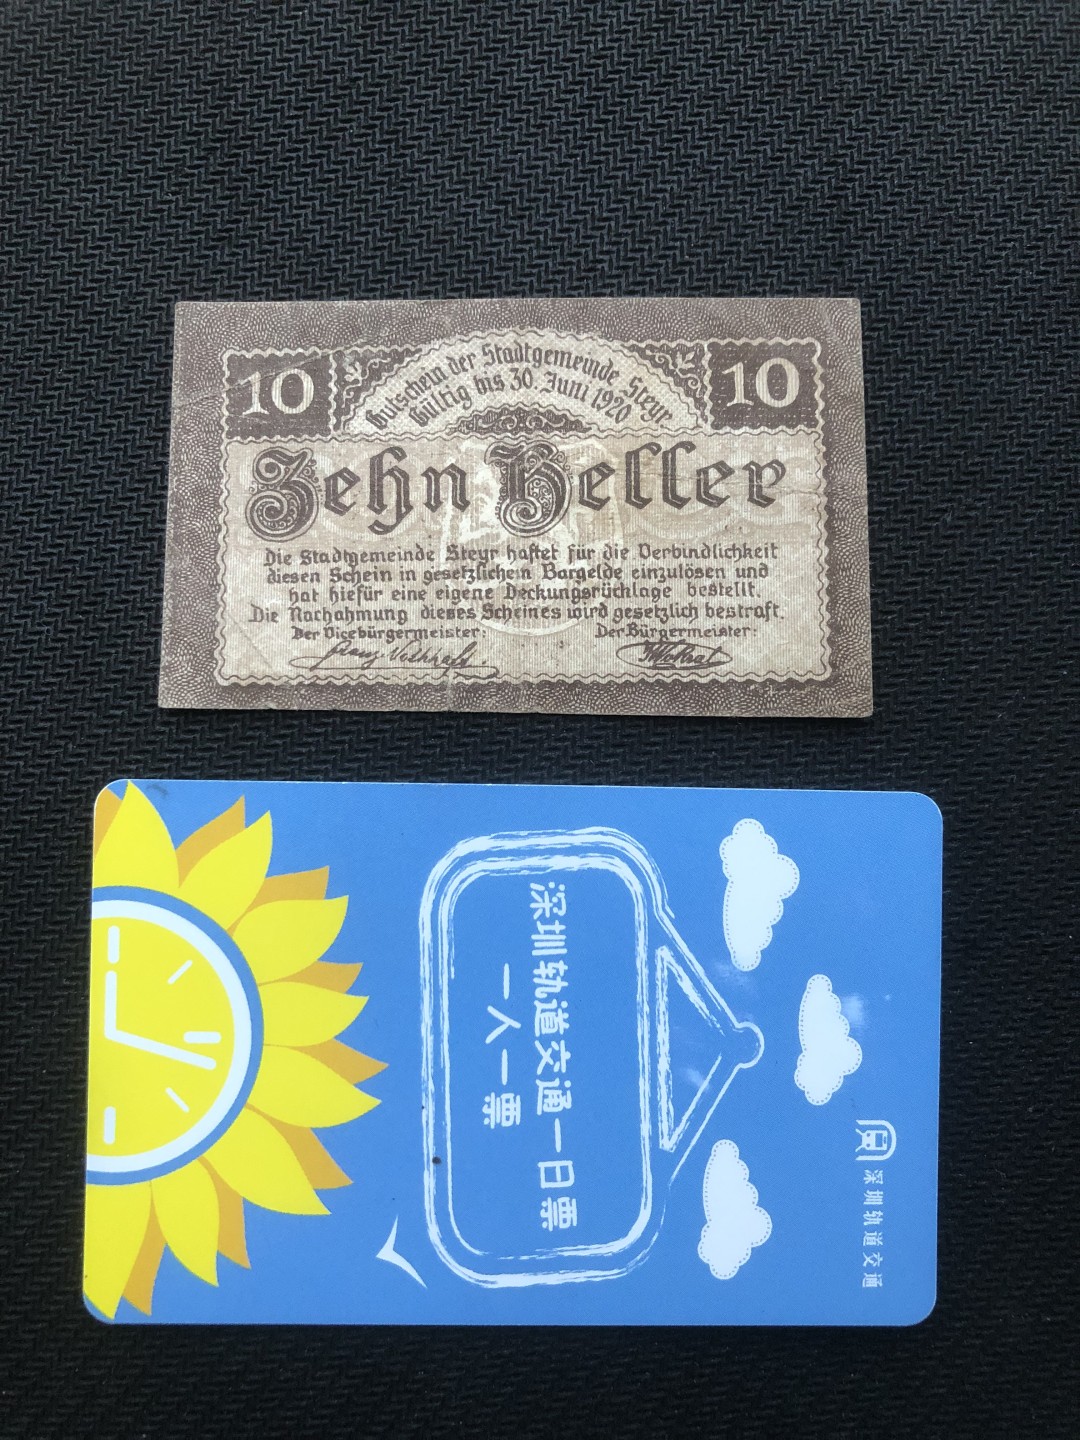 10
10
Gutschein der Stadtgemeinde Steyr
Gültig bis 30. Juni 1920
Zehn Heller
Die Stadtgemeinde Steyr haftet für die Verbindlichkeit
diesen Schein in gesetzlichem Bargelde einzulösen und
hat hiefür eine eigene Deckungsrücklage bestellt.
Die Nachahmung dieses Scheines wird gesetzlich bestraft.
Der Vicebürgermeister:
Der Bürgermeister:
深圳轨道交通
深圳轨道交通一日票
一人一票